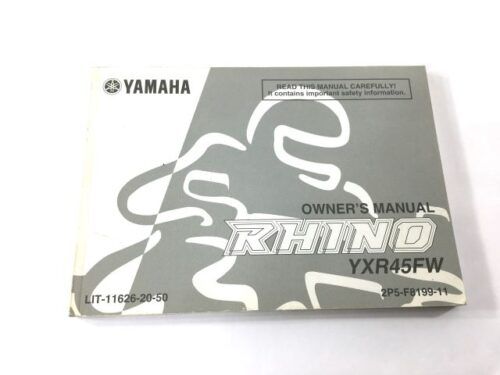 YAMAHA
READ THIS MANUAL CAREFULLY!
It contains important safety information.
OWNER'S MANUAL
RHINO
YXR45FW
LIT-11626-20-50
2P5-F8199-11